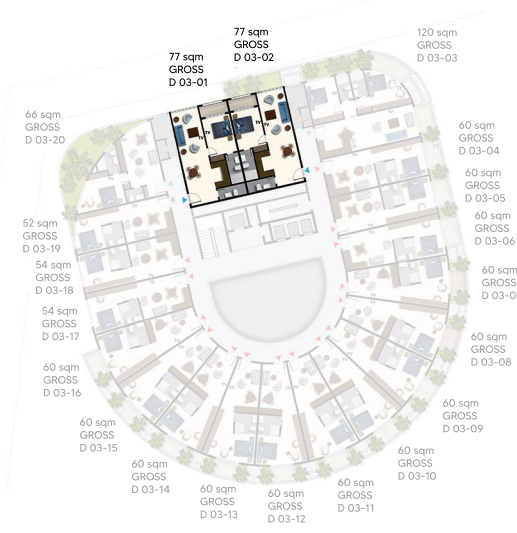 77 sqm
GROSS
D 03-01
77 sqm
GROSS
D 03-02
120 sqm
GROSS
D 03-03
66 sqm
GROSS
D 03-20
60 sqm
GROSS
D 03-04
60 sqm
GROSS
D 03-05
60 sqm
GROSS
D 03-06
52 sqm
GROSS
D 03-19
54 sqm
GROSS
D 03-18
60 sqm
GROSS
D 03-0
54 sqm
GROSS
D 03-17
60 sqm
GROSS
D 03-08
60 sqm
GROSS
D 03-16
60 sqm
GROSS
D 03-09
60 sqm
GROSS
D 03-15
60 sqm
GROSS
D 03-10
60 sqm
GROSS
D 03-14
60 sqm
GROSS
D 03-13
60 sqm
GROSS
D 03-12
60 sqm
GROSS
D 03-11
TV
TV
TV
TV